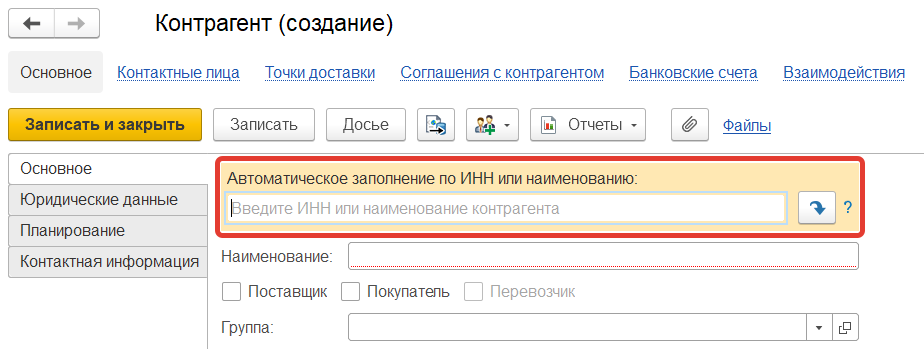 Контрагент (создание)
Основное Контактные лица Точки доставки Соглашения с контрагентом Банковские счета Взаимодействия
Записать и закрыть Записать Досье Отчеты Файлы
Основное
Юридические данные
Планирование
Контактная информация
Автоматическое заполнение по ИНН или наименованию:
Введите ИНН или наименование контрагента ?
Наименование:
Поставщик Покупатель Перевозчик
Группа: